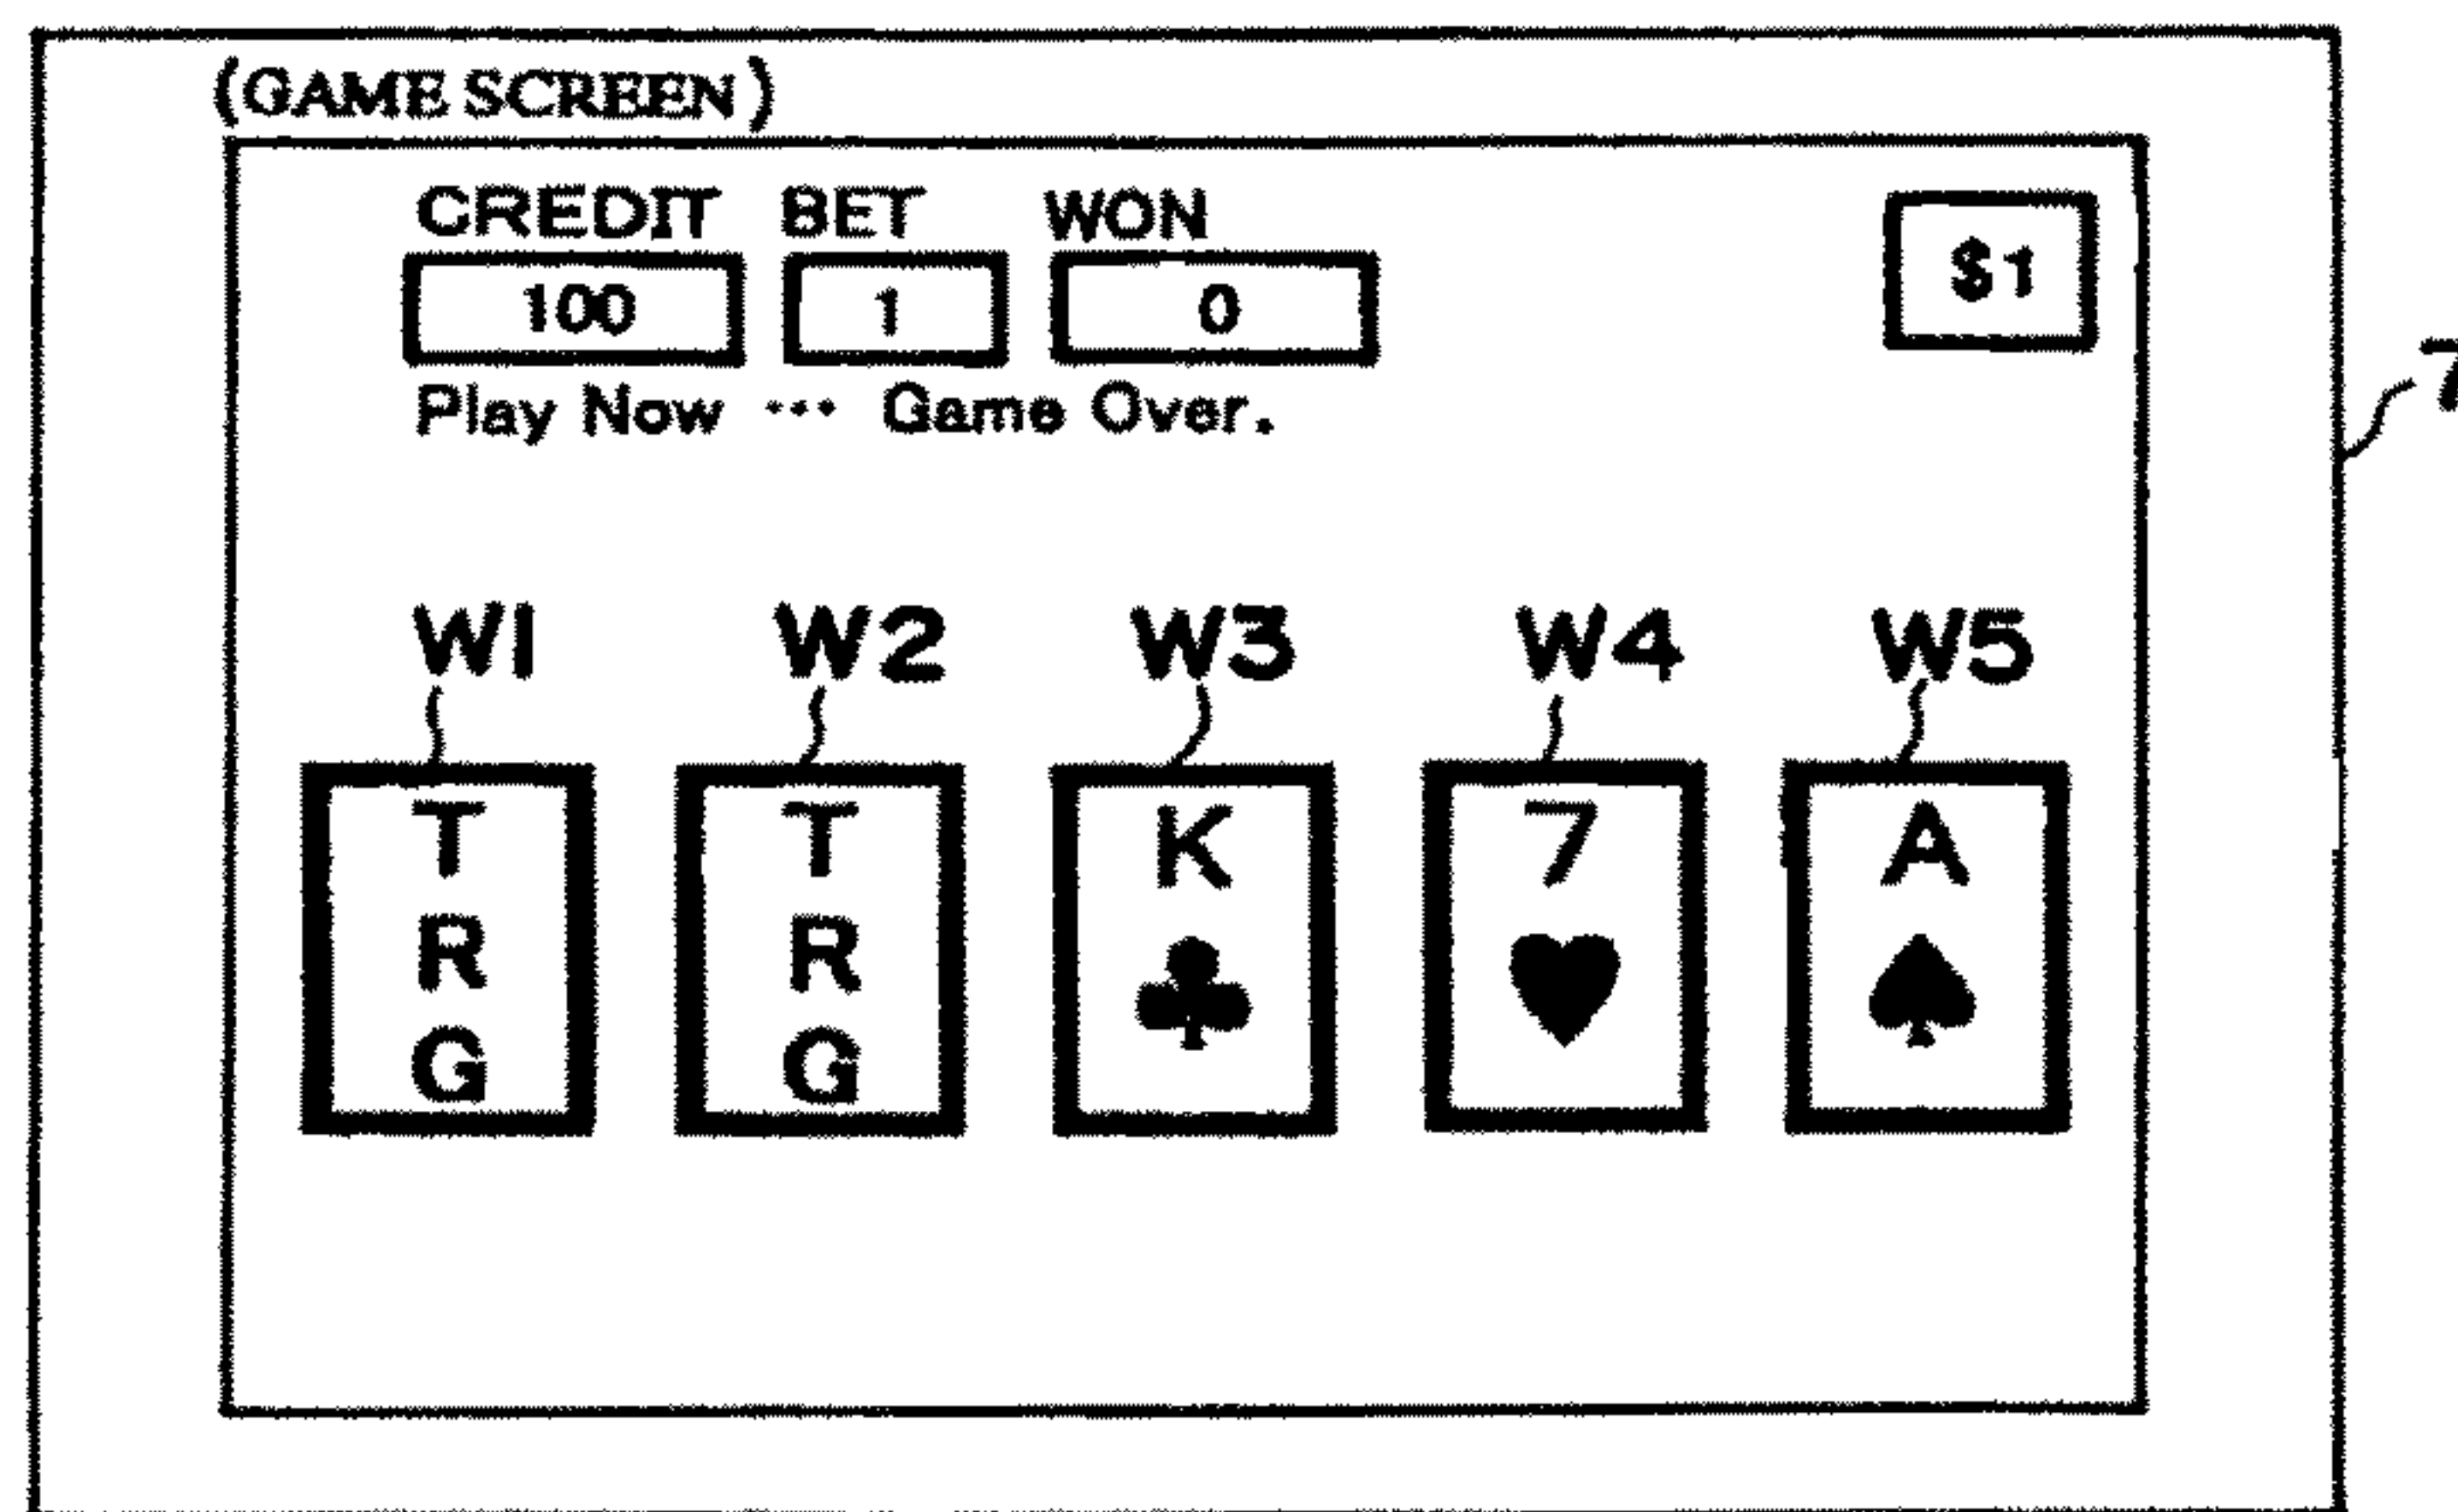 (GAME SCREEN)
CREDIT BET WON
100 1 0 $1
Play Now ••• Game Over.
W1 W2 W3 W4 W5
T T K 7 A
R R
G G